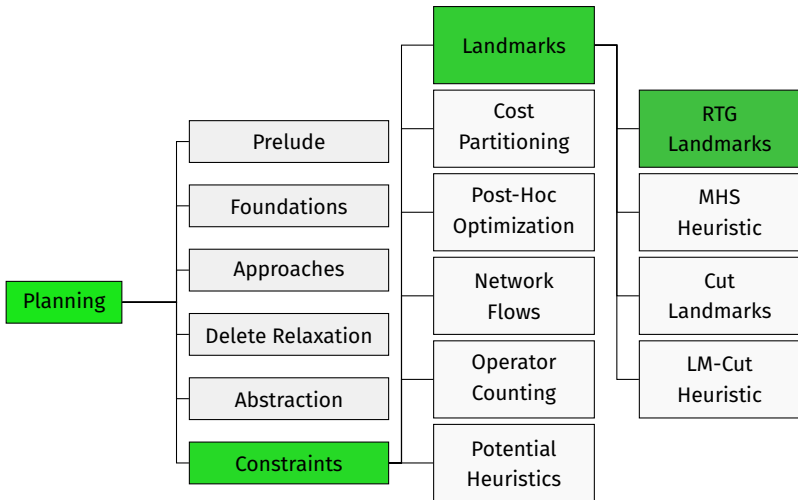 Planning
Prelude
Foundations
Approaches
Delete Relaxation
Abstraction
Constraints
Landmarks
Cost
Partitioning
Post-Hoc
Optimization
Network
Flows
Operator
Counting
Potential
Heuristics
RTG
Landmarks
MHS
Heuristic
Cut
Landmarks
LM-Cut
Heuristic